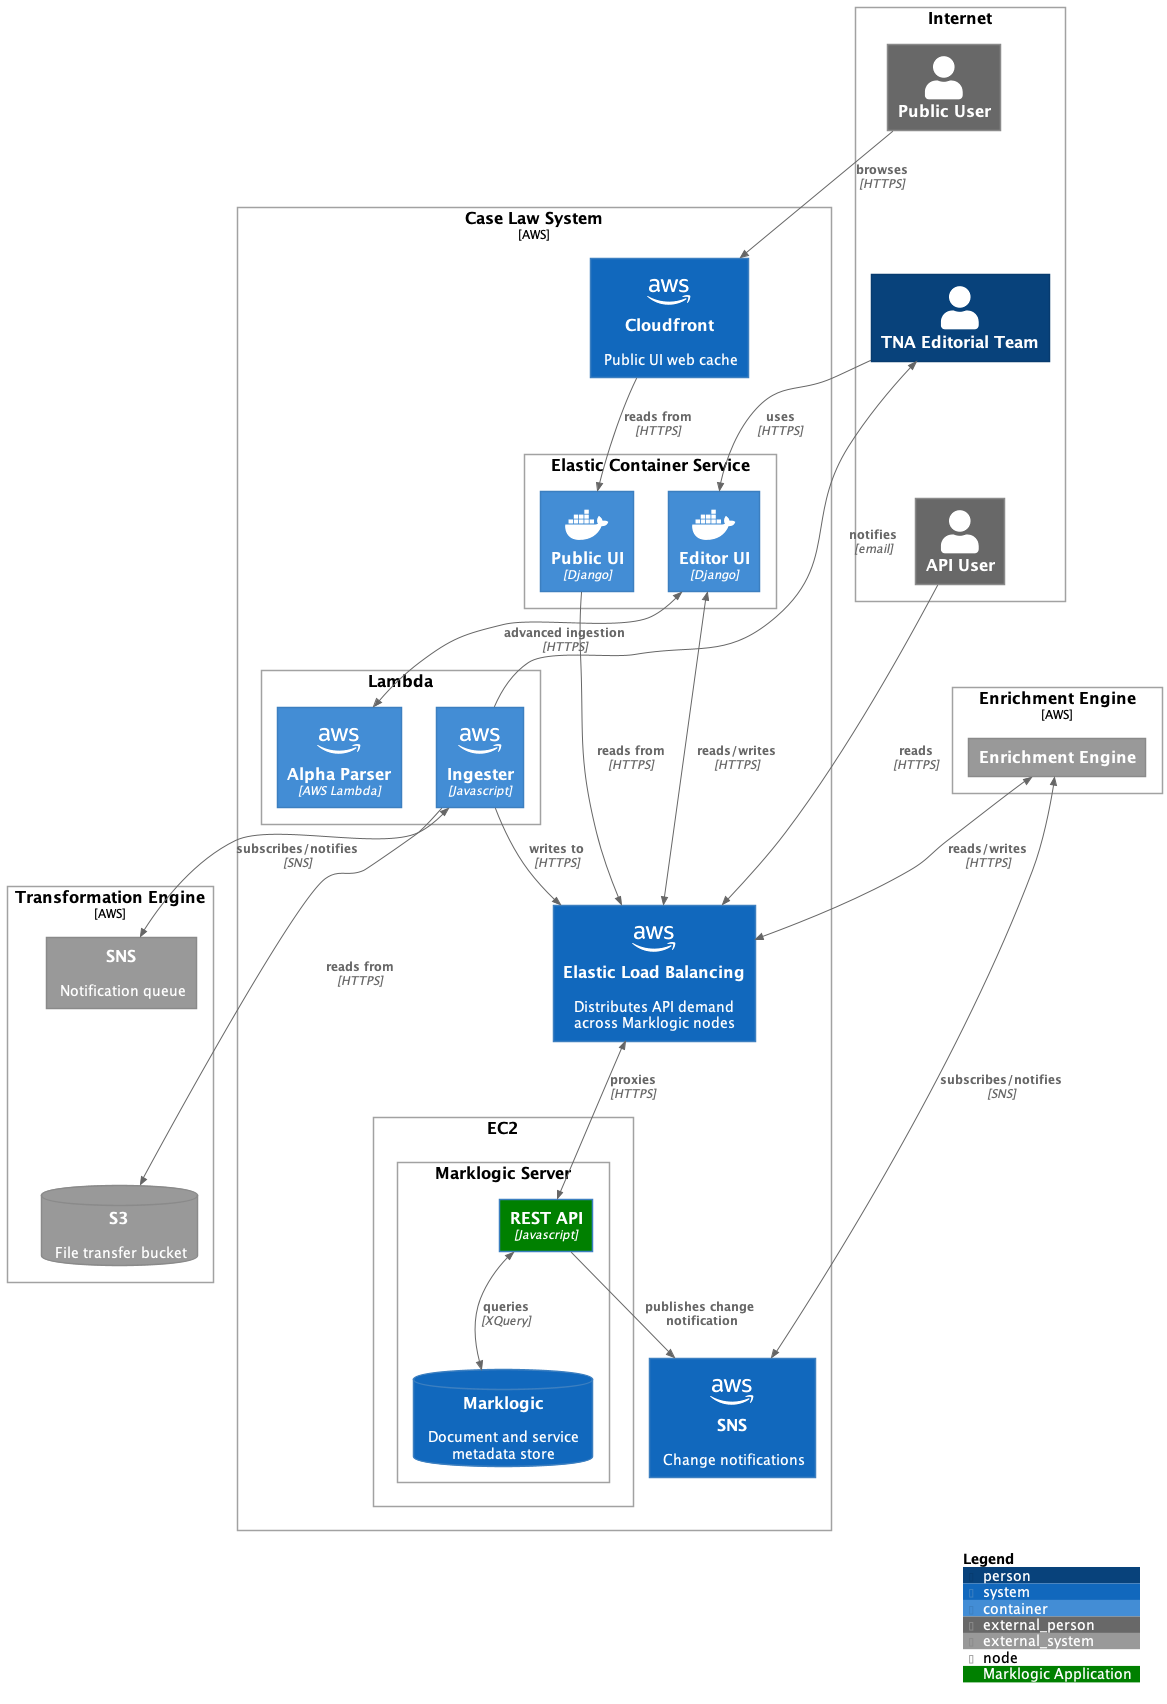 Internet
Public User
browses
[HTTPS]
Case Law System
[AWS]
aws
Cloudfront
Public UI web cache
TNA Editorial Team
reads from
[HTTPS]
uses
[HTTPS]
Elastic Container Service
Public UI
[Django]
Editor UI
[Django]
notifies
[email]
API User
advanced ingestion
[HTTPS]
Lambda
aws
Alpha Parser
[AWS Lambda]
aws
Ingester
[Javascript]
Enrichment Engine
[AWS]
Enrichment Engine
reads from
[HTTPS]
reads/writes
[HTTPS]
reads
[HTTPS]
subscribes/notifies
[SNS]
writes to
[HTTPS]
reads/writes
[HTTPS]
Transformation Engine
[AWS]
SNS
Notification queue
reads from
[HTTPS]
aws
Elastic Load Balancing
Distributes API demand
across Marklogic nodes
proxies
[HTTPS]
subscribes/notifies
[SNS]
EC2
Marklogic Server
REST API
[Javascript]
S3
File transfer bucket
queries
[XQuery]
publishes change
notification
Marklogic
Document and service
metadata store
aws
SNS
Change notifications
Legend
person
system
container
external_person
external_system
node
Marklogic Application